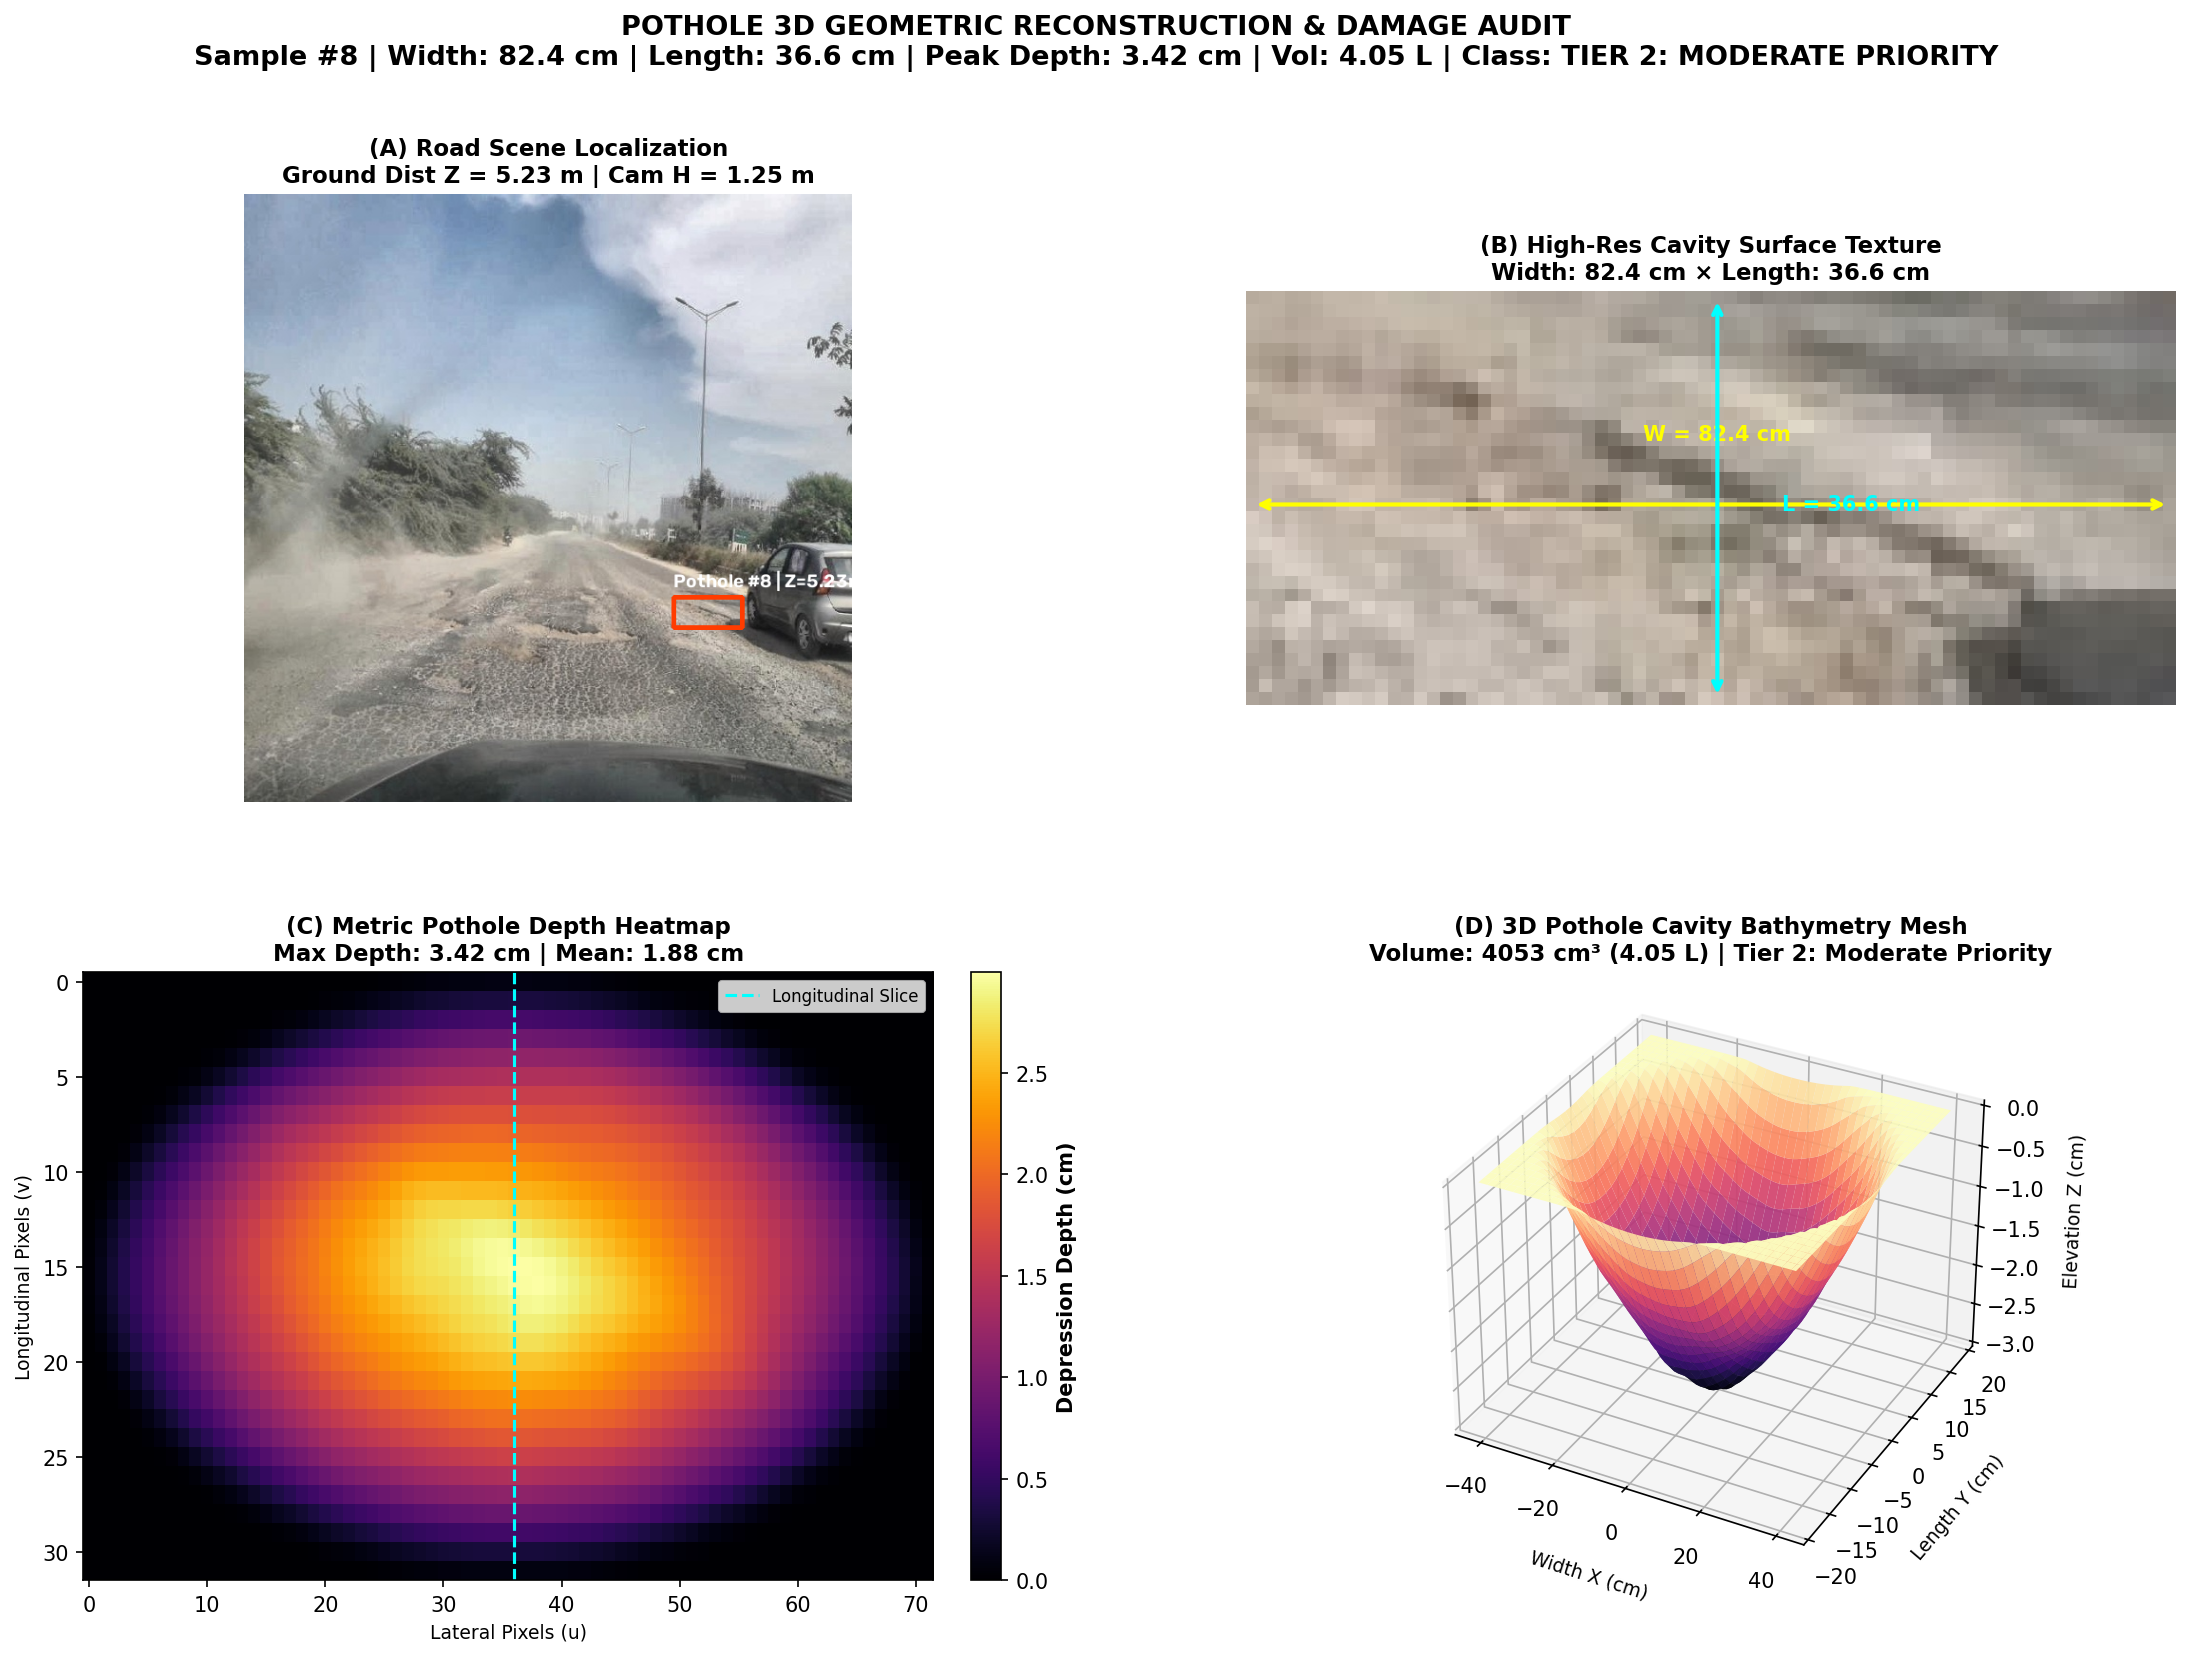 POTHOLE 3D GEOMETRIC RECONSTRUCTION & DAMAGE AUDIT
Sample #8 | Width: 82.4 cm | Length: 36.6 cm | Peak Depth: 3.42 cm | Vol: 4.05 L | Class: TIER 2: MODERATE PRIORITY
(A) Road Scene Localization
Ground Dist Z = 5.23 m | Cam H = 1.25 m
Pothole #8 | Z=5.23m
(B) High-Res Cavity Surface Texture
Width: 82.4 cm × Length: 36.6 cm
W = 82.4 cm
L = 36.6 cm
(C) Metric Pothole Depth Heatmap
Max Depth: 3.42 cm | Mean: 1.88 cm
Longitudinal Slice
0
5
10
15
20
25
30
Longitudinal Pixels (v)
0 10 20 30 40 50 60 70
Lateral Pixels (u)
2.5
2.0
1.5
1.0
0.5
0.0
Depression Depth (cm)
(D) 3D Pothole Cavity Bathymetry Mesh
Volume: 4053 cm³ (4.05 L) | Tier 2: Moderate Priority
0.0
−0.5
−1.0
−1.5
−2.0
−2.5
−3.0
Elevation Z (cm)
20
15
10
5
0
−5
−10
−15
−20
Length Y (cm)
−40
−20
0
20
40
Width X (cm)